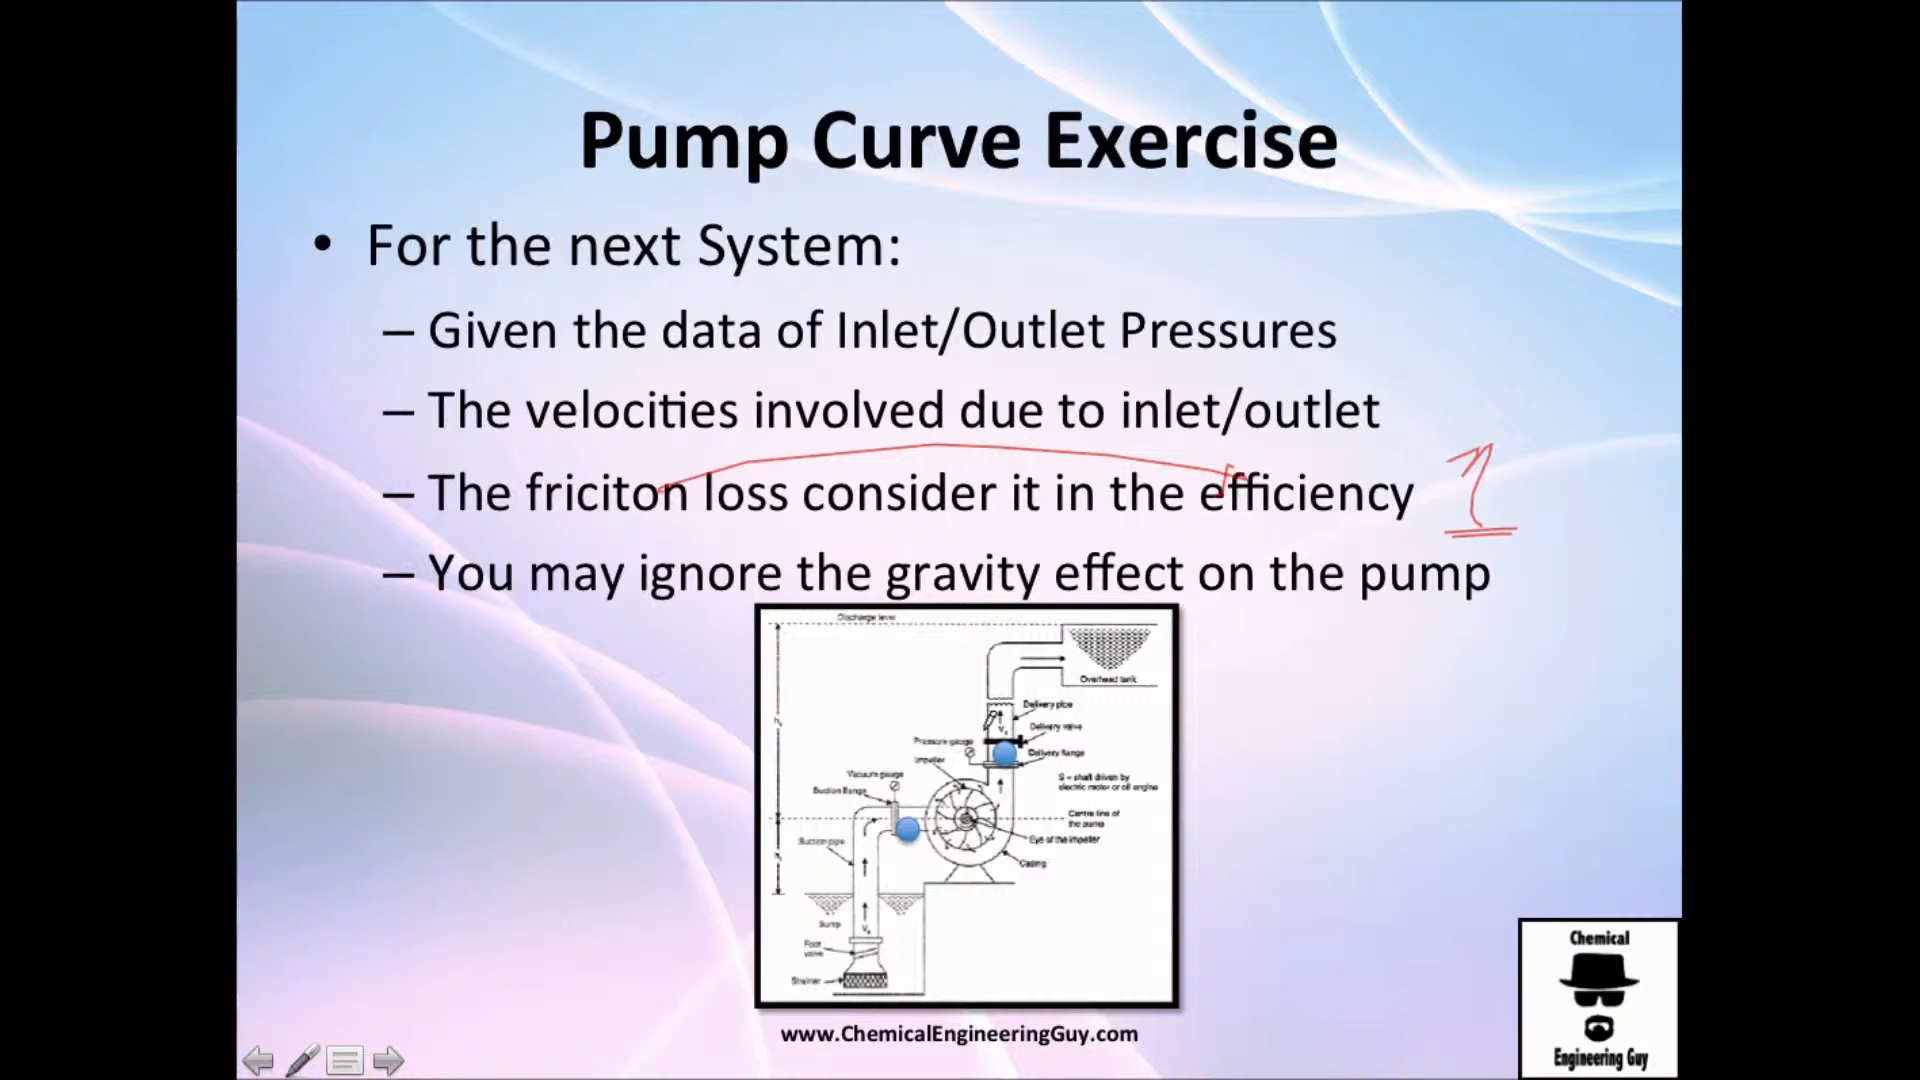 Pump Curve Exercise
• For the next System:
– Given the data of Inlet/Outlet Pressures
– The velocities involved due to inlet/outlet
– The friciton loss consider it in the efficiency η
– You may ignore the gravity effect on the pump
Discharge level
Overhead tank
Delivery pipe
Delivery valve
Pressure gauge
Delivery flange
Impeller
Vacuum gauge
S = shaft driven by
electric motor or oil engine
Suction flange
Centre line of
the pump
Eye of the impeller
Suction pipe
Casing
Sump
Foot
valve
Strainer
www.ChemicalEngineeringGuy.com
Chemical
Engineering Guy